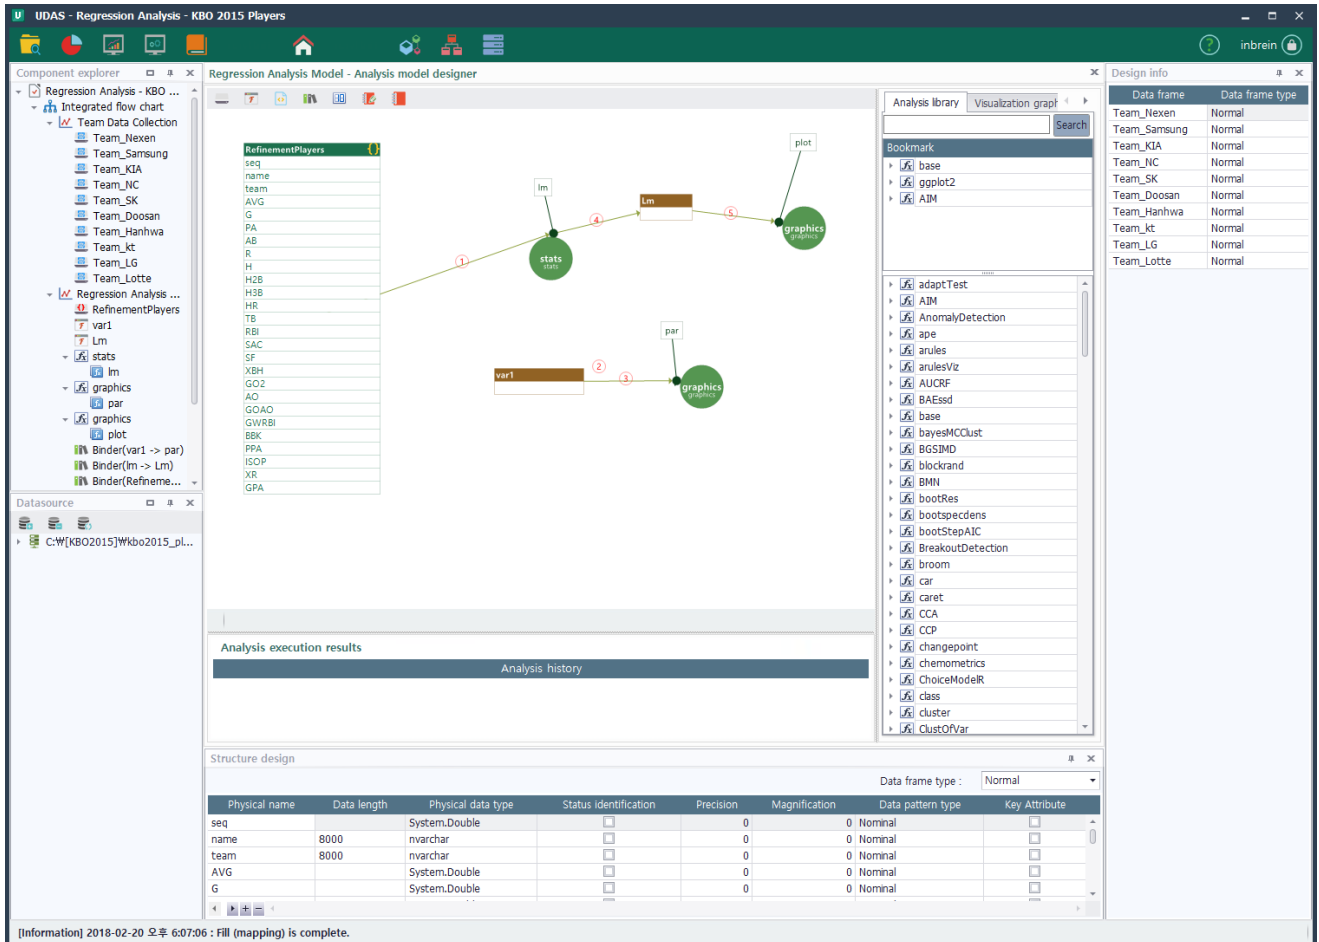 UDAS - Regression Analysis - KBO 2015 Players
inbrein
Component explorer
Regression Analysis - KBO ...
Integrated flow chart
Team Data Collection
Team_Nexen
Team_Samsung
Team_KIA
Team_NC
Team_SK
Team_Doosan
Team_Hanhwa
Team_kt
Team_LG
Team_Lotte
Regression Analysis ...
RefinementPlayers
var1
Lm
stats
lm
graphics
par
graphics
plot
Binder(var1 -> par)
Binder(lm -> Lm)
Binder(Refineme...
Datasource
C:₩[KBO2015]₩kbo2015_pl...
Regression Analysis Model - Analysis model designer
RefinementPlayers {}
seq
name
team
AVG
G
PA
AB
R
H
H2B
H3B
HR
TB
RBI
SAC
SF
XBH
GO2
AO
GOAO
GWRBI
BBK
PPA
ISOP
XR
GPA
1
lm
stats
stats
4
Lm
5
plot
graphics
graphics
var1
2
3
par
graphics
graphics
Analysis execution results
Analysis history
Analysis library
Visualization graph
Search
Bookmark
base
ggplot2
AIM
adaptTest
AIM
AnomalyDetection
ape
arules
arulesViz
AUCRF
BAEssd
base
bayesMCClust
BGSIMD
blockrand
BMN
bootRes
bootspecdens
bootStepAIC
BreakoutDetection
broom
car
caret
CCA
CCP
changepoint
chemometrics
ChoiceModelR
class
cluster
ClustOfVar
Design info
Data frame Data frame type
Team_Nexen Normal
Team_Samsung Normal
Team_KIA Normal
Team_NC Normal
Team_SK Normal
Team_Doosan Normal
Team_Hanhwa Normal
Team_kt Normal
Team_LG Normal
Team_Lotte Normal
Structure design
Data frame type : Normal
Physical name Data length Physical data type Status identification Precision Magnification Data pattern type Key Attribute
seq System.Double 0 0 Nominal
name 8000 nvarchar 0 0 Nominal
team 8000 nvarchar 0 0 Nominal
AVG System.Double 0 0 Nominal
G System.Double 0 0 Nominal
[Information] 2018-02-20 오후 6:07:06 : Fill (mapping) is complete.